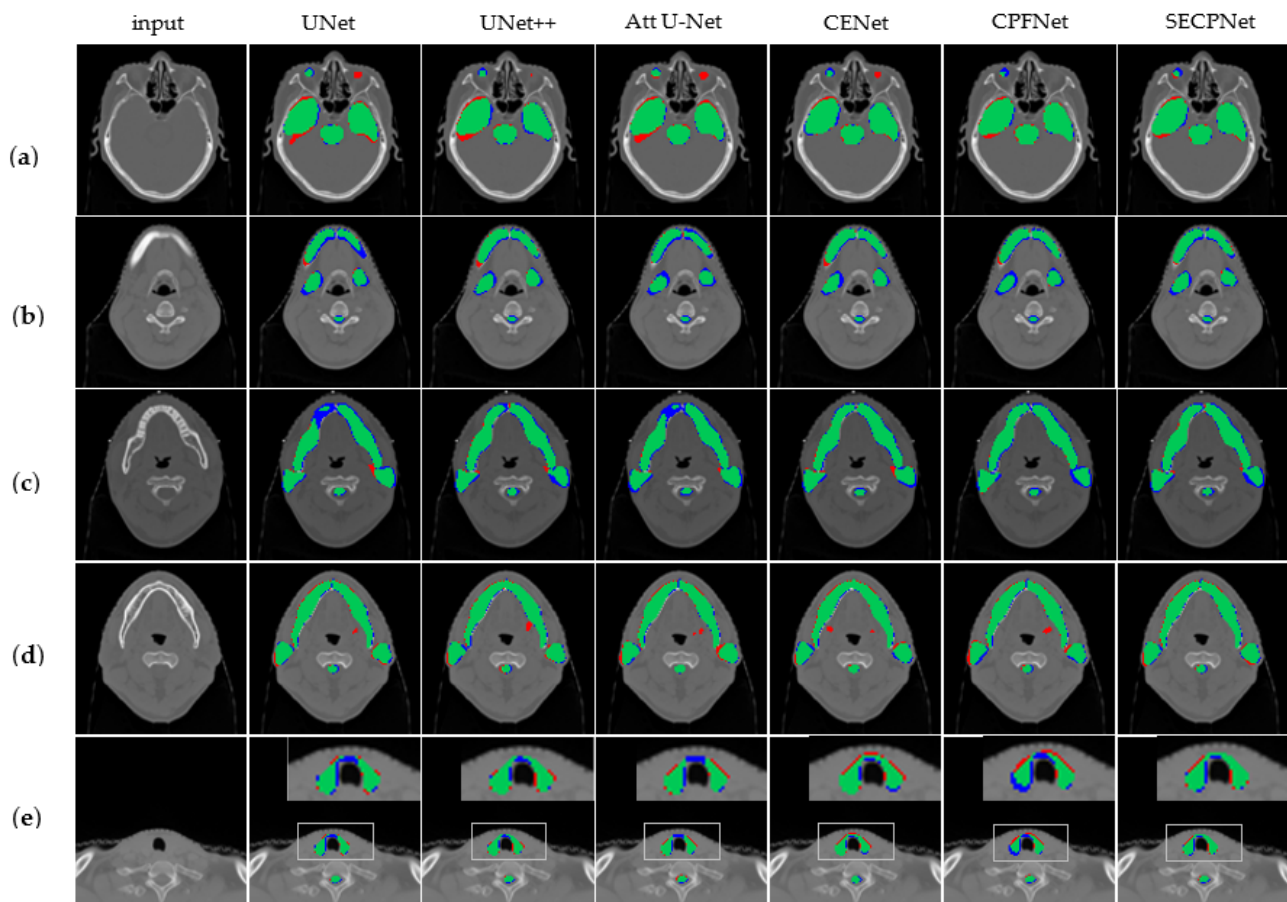 input UNet UNet++ Att U-Net CENet CPFNet SECPNet
(a)
(b)
(c)
(d)
(e)